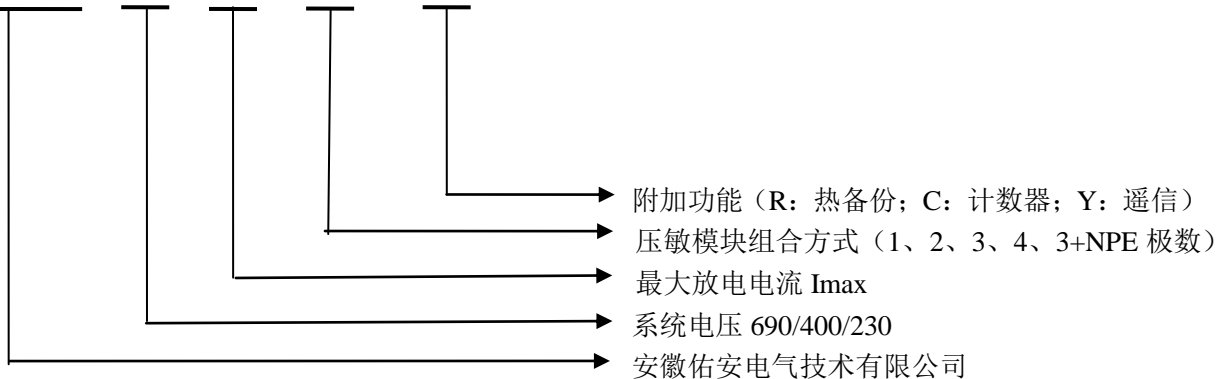 附加功能（R：热备份；C：计数器；Y：遥信）
压敏模块组合方式（1、2、3、4、3+NPE 极数）
最大放电电流 Imax
系统电压 690/400/230
安徽佑安电气技术有限公司